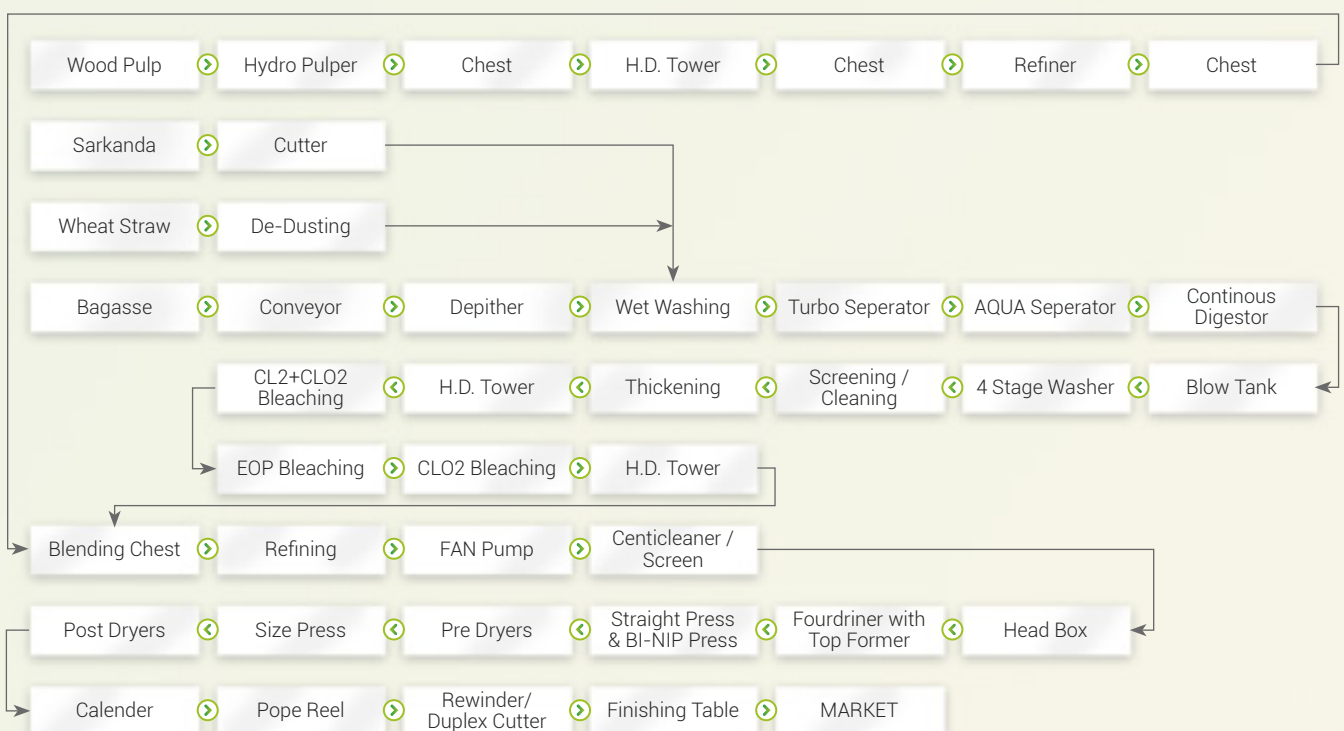 Wood Pulp
Hydro Pulper
Chest
H.D. Tower
Chest
Refiner
Chest
Sarkanda
Cutter
Wheat Straw
De-Dusting
Bagasse
Conveyor
Depither
Wet Washing
Turbo Seperator
AQUA Seperator
Continous
Digestor
CL2+CLO2
Bleaching
H.D. Tower
Thickening
Screening /
Cleaning
4 Stage Washer
Blow Tank
EOP Bleaching
CLO2 Bleaching
H.D. Tower
Blending Chest
Refining
FAN Pump
Centicleaner /
Screen
Post Dryers
Size Press
Pre Dryers
Straight Press
& BI-NIP Press
Fourdriner with
Top Former
Head Box
Calender
Pope Reel
Rewinder/
Duplex Cutter
Finishing Table
MARKET